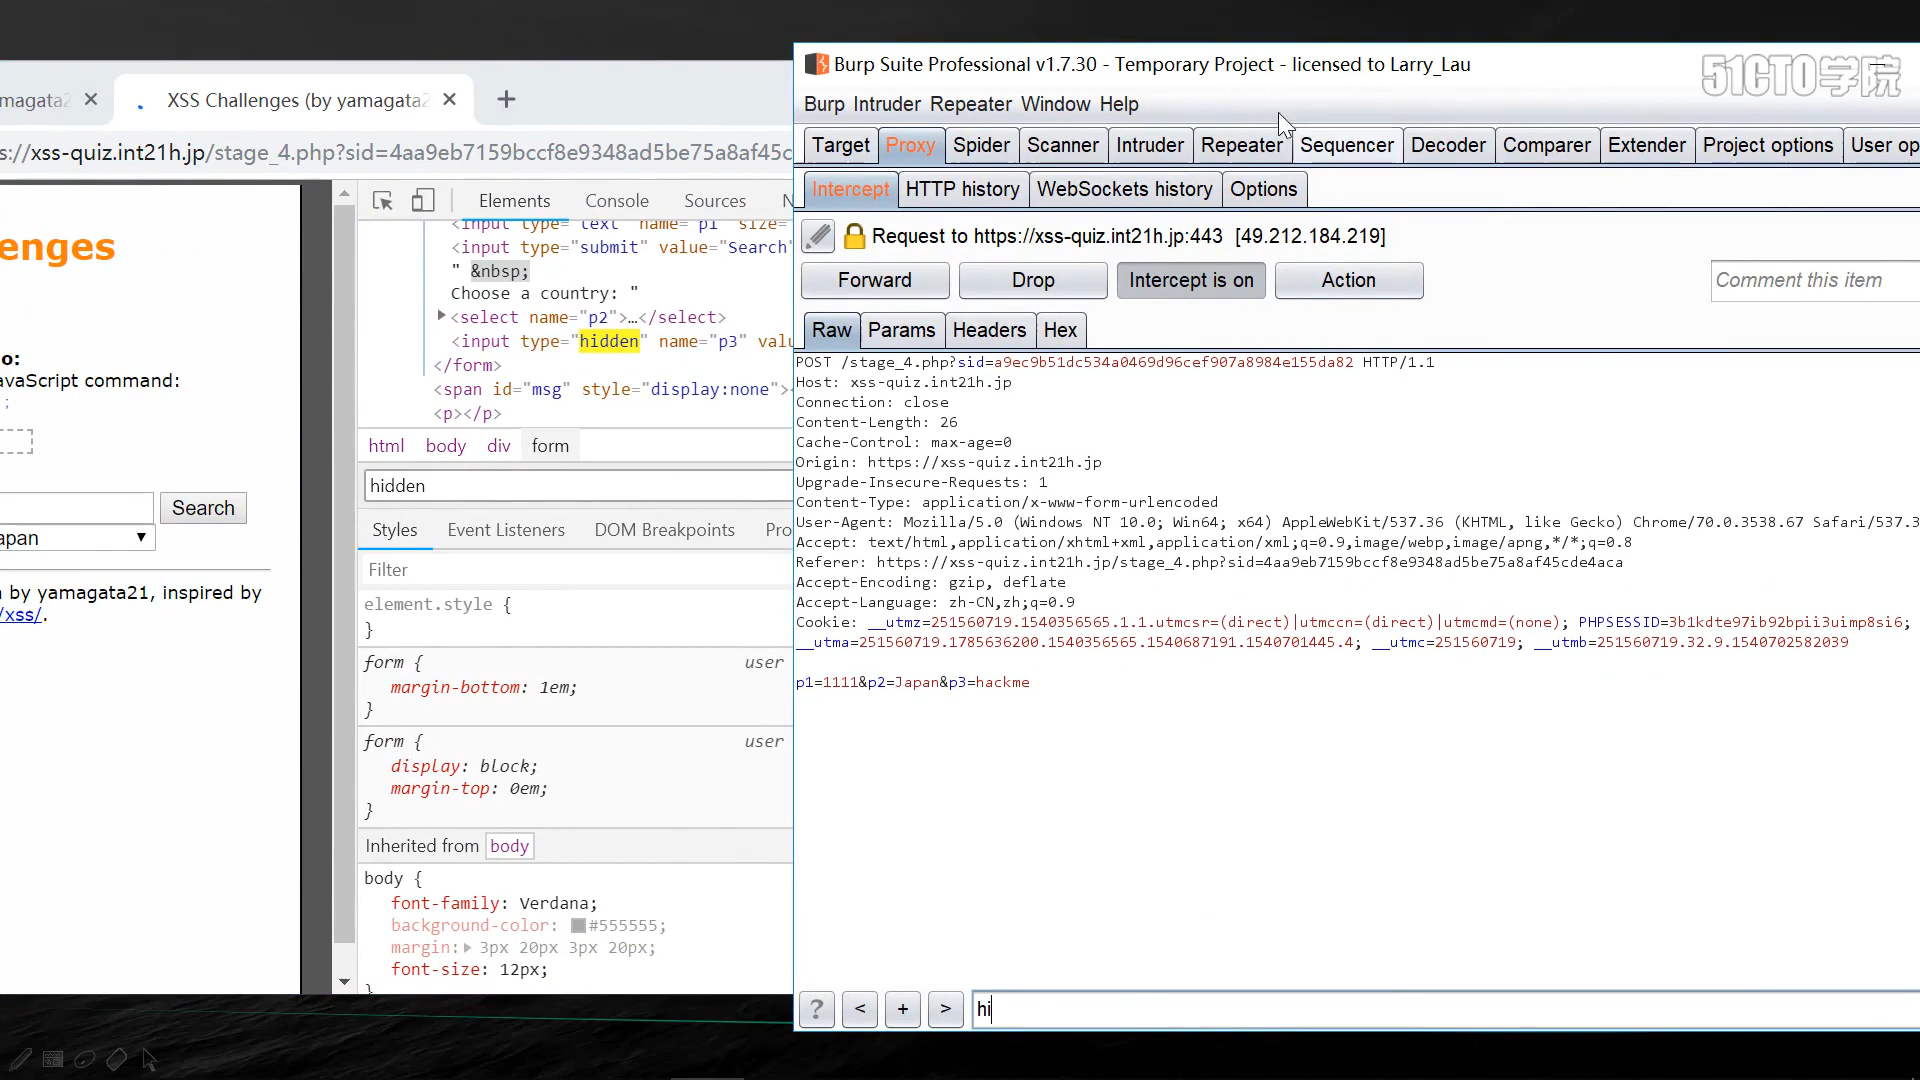 magata2
XSS Challenges (by yamagata2
s://xss-quiz.int21h.jp/stage_4.php?sid=4aa9eb7159bccf8e9348ad5be75a8af45c
enges
o:
avaScript command:
;
Search
apan
by yamagata21, inspired by
/xss/.
Elements
Console
Sources
N
<input type="text" name="p1" size="
<input type="submit" value="Search"
" &nbsp;
Choose a country: "
<select name="p2">…</select>
<input type="hidden" name="p3" valu
</form>
<span id="msg" style="display:none">
<p></p>
html body div form
hidden
Styles
Event Listeners
DOM Breakpoints
Pro
Filter
element.style {
}
form {
user
margin-bottom: 1em;
}
form {
user
display: block;
margin-top: 0em;
}
Inherited from body
body {
font-family: Verdana;
background-color: #555555;
margin: 3px 20px 3px 20px;
font-size: 12px;
}
Burp Suite Professional v1.7.30 - Temporary Project - licensed to Larry_Lau
51CTO学院
Burp Intruder Repeater Window Help
Target Proxy Spider Scanner Intruder Repeater Sequencer Decoder Comparer Extender Project options User op
Intercept HTTP history WebSockets history Options
Request to https://xss-quiz.int21h.jp:443 [49.212.184.219]
Forward Drop Intercept is on Action
Comment this item
Raw Params Headers Hex
POST /stage_4.php?sid=a9ec9b51dc534a0469d96cef907a8984e155da82 HTTP/1.1
Host: xss-quiz.int21h.jp
Connection: close
Content-Length: 26
Cache-Control: max-age=0
Origin: https://xss-quiz.int21h.jp
Upgrade-Insecure-Requests: 1
Content-Type: application/x-www-form-urlencoded
User-Agent: Mozilla/5.0 (Windows NT 10.0; Win64; x64) AppleWebKit/537.36 (KHTML, like Gecko) Chrome/70.0.3538.67 Safari/537.3
Accept: text/html,application/xhtml+xml,application/xml;q=0.9,image/webp,image/apng,*/*;q=0.8
Referer: https://xss-quiz.int21h.jp/stage_4.php?sid=4aa9eb7159bccf8e9348ad5be75a8af45cde4aca
Accept-Encoding: gzip, deflate
Accept-Language: zh-CN,zh;q=0.9
Cookie: __utmz=251560719.1540356565.1.1.utmcsr=(direct)|utmccn=(direct)|utmcmd=(none); PHPSESSID=3b1kdte97ib92bpii3uimp8si6;
__utma=251560719.1785636200.1540356565.1540687191.1540701445.4; __utmc=251560719; __utmb=251560719.32.9.1540702582039
p1=1111&p2=Japan&p3=hackme
? < + >
hi